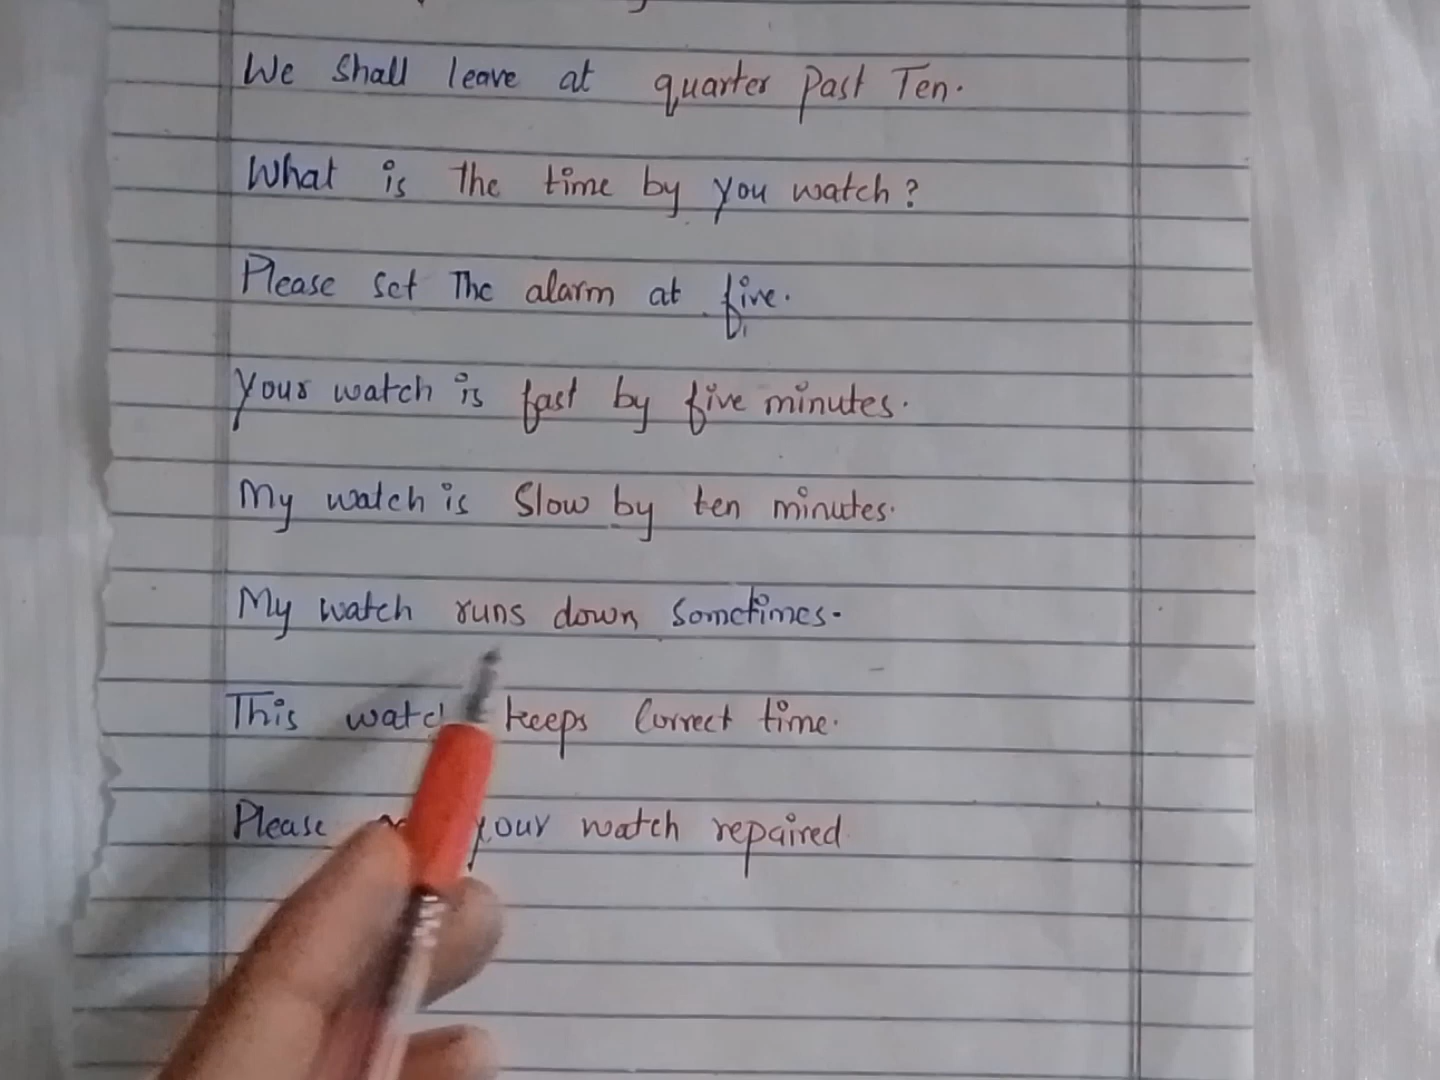 We shall leave at quarter Past Ten.
What is the time by you watch?
Please set The alarm at five.
Your watch is fast by five minutes.
My watch is Slow by ten minutes.
My watch runs down sometimes.
This watch keeps Correct time.
Please your watch repaired